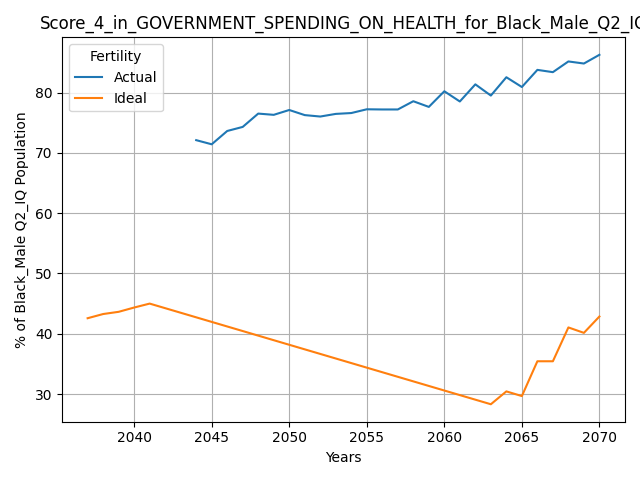 Score_4_in_GOVERNMENT_SPENDING_ON_HEALTH_for_Black_Male_Q2_IQ
Fertility
Actual
Ideal
% of Black_Male Q2_IQ Population
80
70
60
50
40
30
2040
2045
2050
2055
2060
2065
2070
Years